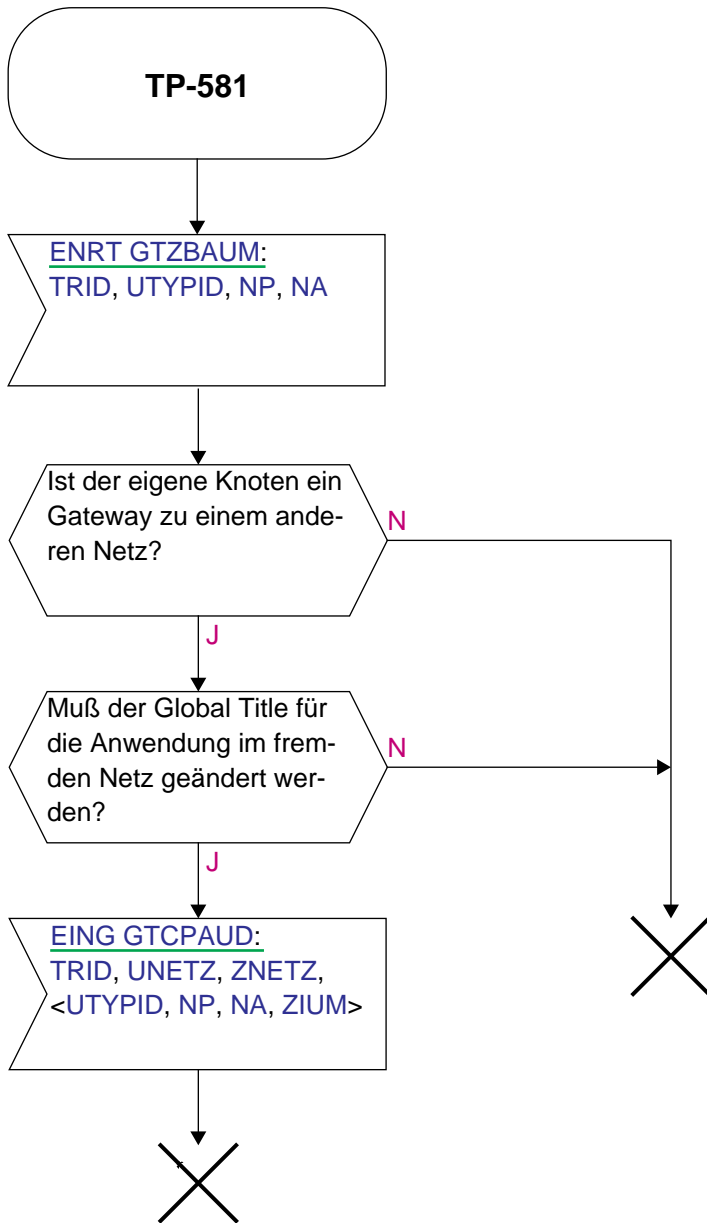 TP-581
ENRT GTZBAUM:
TRID, UTYPID, NP, NA
Ist der eigene Knoten ein
Gateway zu einem ande-
ren Netz?
N
J
Muß der Global Title für
die Anwendung im frem-
den Netz geändert wer-
den?
N
J
EING GTCPAUD:
TRID, UNETZ, ZNETZ,
<UTYPID, NP, NA, ZIUM>